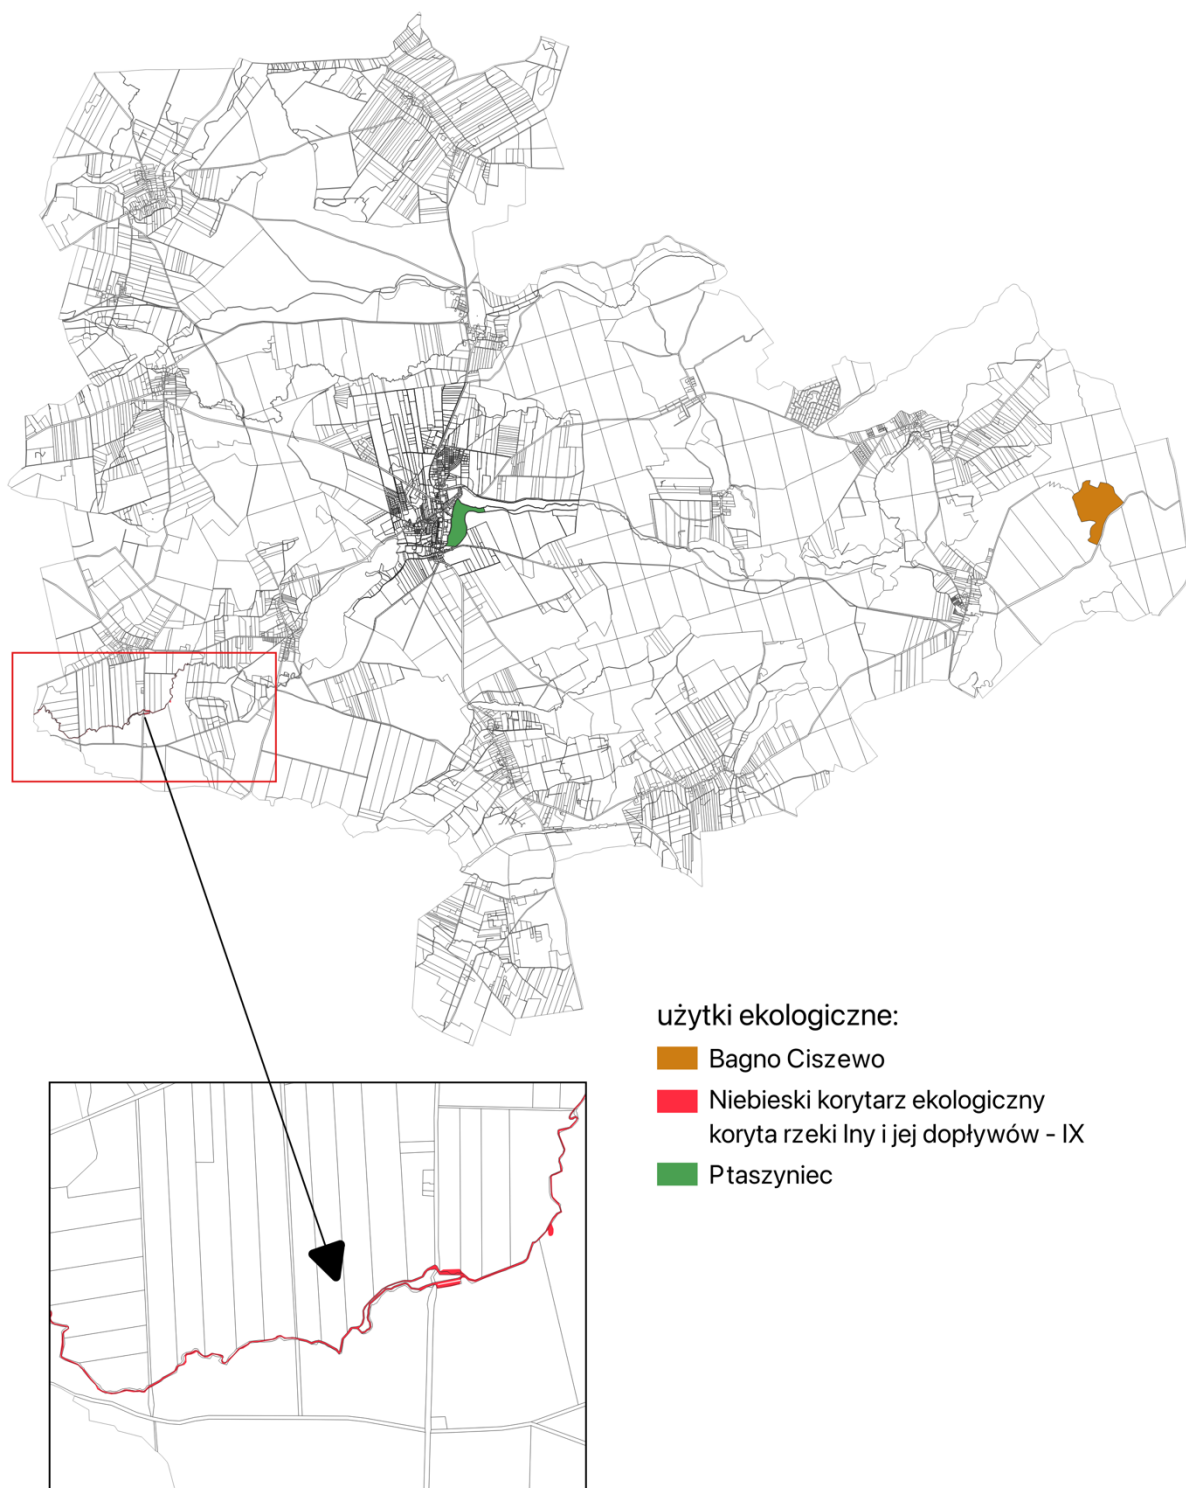 użytki ekologiczne:
Bagno Ciszewo
Niebieski korytarz ekologiczny
koryta rzeki Iny i jej dopływów - IX
Ptaszyniec